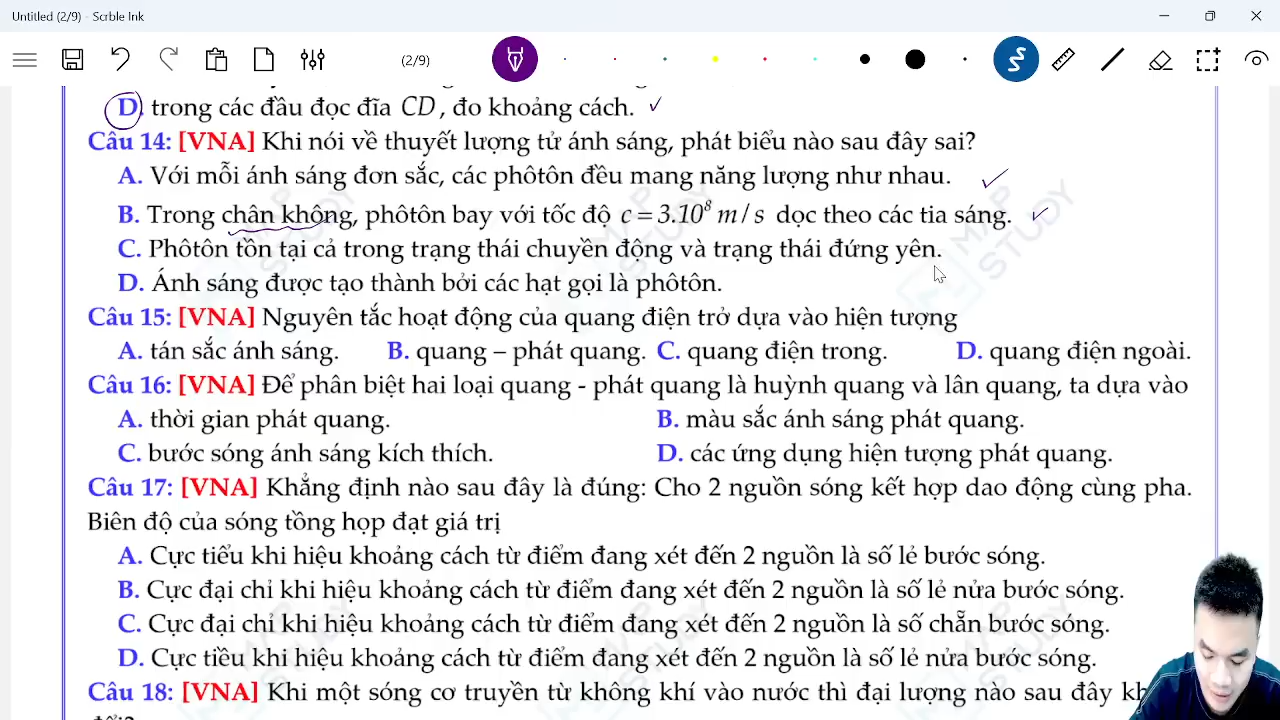 Untitled (2/9) - Scrble Ink
(2/9)
D. trong các đầu đọc đĩa CD, đo khoảng cách.
Câu 14: [VNA] Khi nói về thuyết lượng tử ánh sáng, phát biểu nào sau đây sai?
A. Với mỗi ánh sáng đơn sắc, các phôtôn đều mang năng lượng như nhau.
B. Trong chân không, phôtôn bay với tốc độ c = 3.10⁸ m/s dọc theo các tia sáng.
C. Phôtôn tồn tại cả trong trạng thái chuyển động và trạng thái đứng yên.
D. Ánh sáng được tạo thành bởi các hạt gọi là phôtôn.
Câu 15: [VNA] Nguyên tắc hoạt động của quang điện trở dựa vào hiện tượng
A. tán sắc ánh sáng. B. quang – phát quang. C. quang điện trong. D. quang điện ngoài.
Câu 16: [VNA] Để phân biệt hai loại quang - phát quang là huỳnh quang và lân quang, ta dựa vào
A. thời gian phát quang. B. màu sắc ánh sáng phát quang.
C. bước sóng ánh sáng kích thích. D. các ứng dụng hiện tượng phát quang.
Câu 17: [VNA] Khẳng định nào sau đây là đúng: Cho 2 nguồn sóng kết hợp dao động cùng pha.
Biên độ của sóng tổng hợp đạt giá trị
A. Cực tiểu khi hiệu khoảng cách từ điểm đang xét đến 2 nguồn là số lẻ bước sóng.
B. Cực đại chỉ khi hiệu khoảng cách từ điểm đang xét đến 2 nguồn là số lẻ nửa bước sóng.
C. Cực đại chỉ khi hiệu khoảng cách từ điểm đang xét đến 2 nguồn là số chẵn bước sóng.
D. Cực tiểu khi hiệu khoảng cách từ điểm đang xét đến 2 nguồn là số lẻ nửa bước sóng.
Câu 18: [VNA] Khi một sóng cơ truyền từ không khí vào nước thì đại lượng nào sau đây